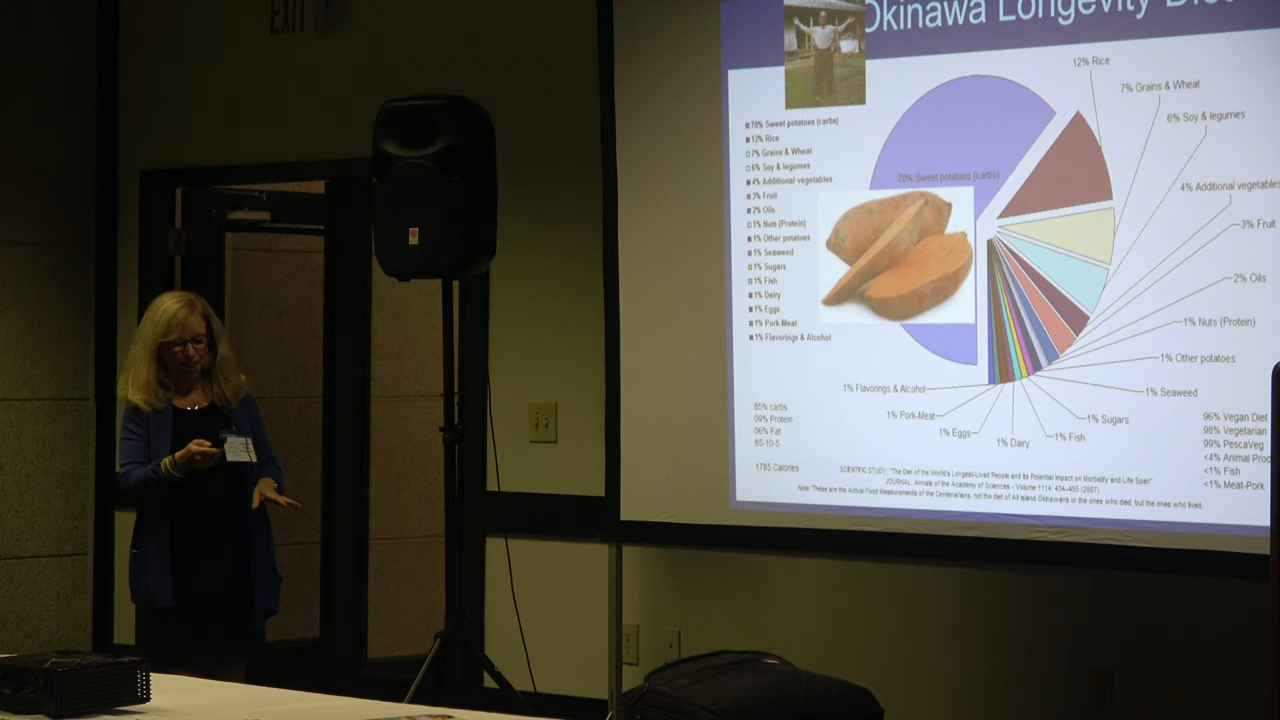 EXIT
Okinawa Longevity Diet
70% Sweet potatoes (carbs)
12% Rice
7% Grains & Wheat
6% Soy & legumes
4% Additional vegetables
3% Fruit
2% Oils
1% Nuts (Protein)
1% Other potatoes
1% Seaweed
1% Sugars
1% Fish
1% Dairy
1% Eggs
1% Pork-Meat
1% Flavorings & Alcohol
70% Sweet potatoes (carbs)
12% Rice
7% Grains & Wheat
6% Soy & legumes
4% Additional vegetables
3% Fruit
2% Oils
1% Nuts (Protein)
1% Other potatoes
1% Seaweed
1% Sugars
1% Fish
1% Dairy
1% Eggs
1% Pork-Meat
1% Flavorings & Alcohol
85% carbs
09% Protein
06% Fat
85-10-5
1785 Calories
96% Vegan Diet
96% Vegetarian
99% PescaVeg
<4% Animal Prod
<1% Fish
<1% Meat-Pork
SCIENTIFIC STUDY: "The Diet of the World's Longest-Lived People and Its Potential Impact on Morbidity and Life Span"
JOURNAL: Annals of the Academy of Sciences - Volume 1114: 434–455 (2007).
Note: These are the Actual Food Measurements of the Centenarians, not the diet of All island Okinawans or the ones who died, but the ones who lived.